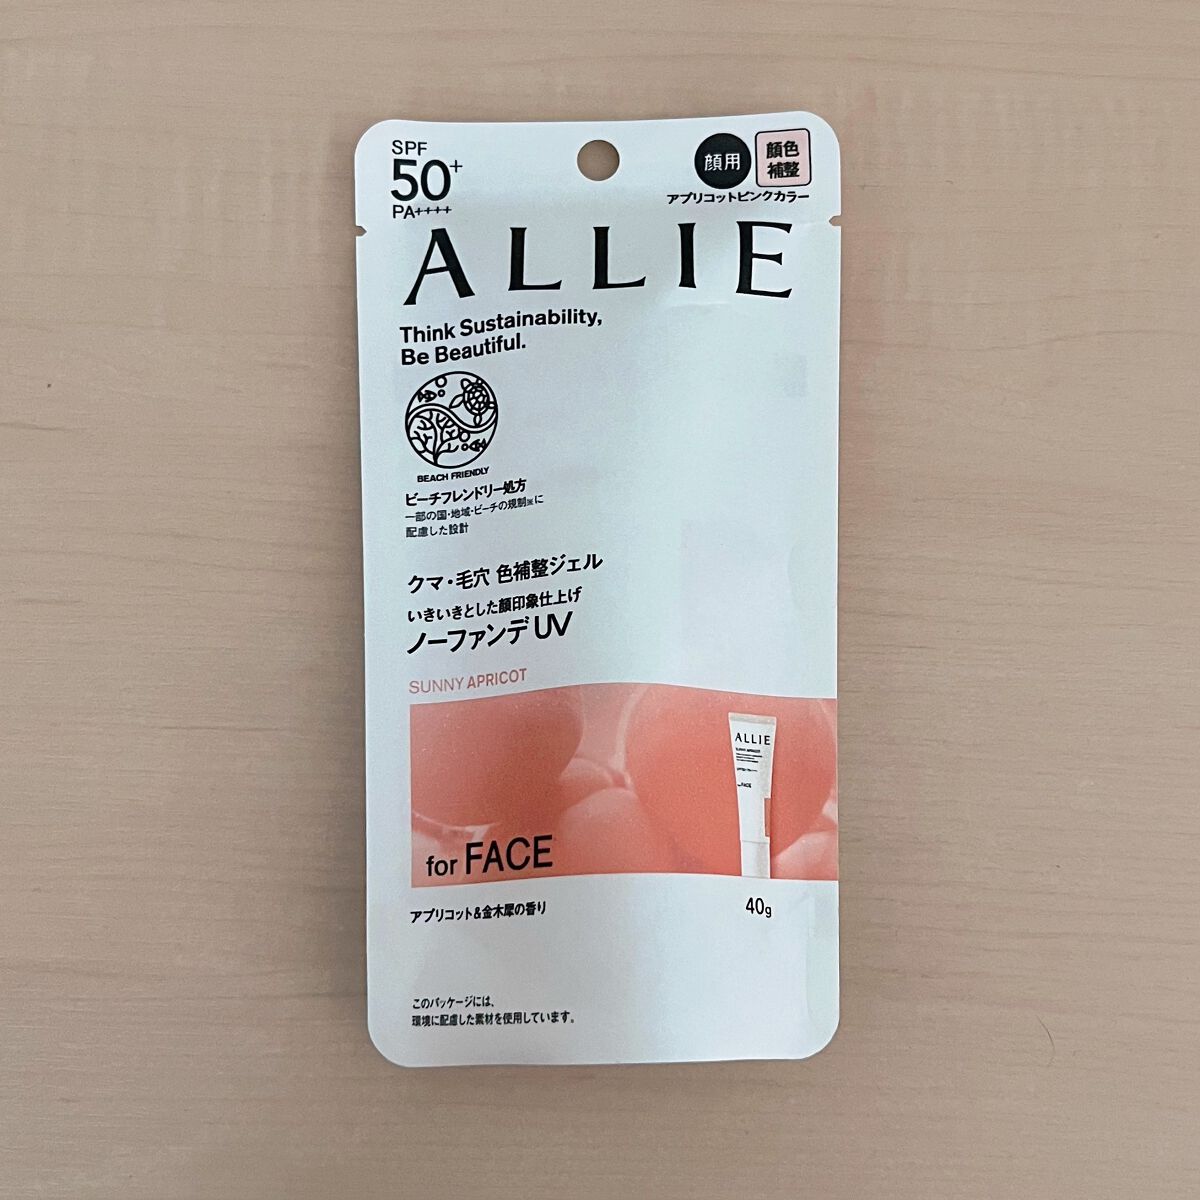 SPF
50+
PA++++
顔用
顔色
補整
アプリコットピンクカラー
ALLIE
Think Sustainability,
Be Beautiful.
BEACH FRIENDLY
ビーチフレンドリー処方
一部の国・地域・ビーチの規制※に
配慮した設計
クマ・毛穴 色補整ジェル
いきいきとした顔印象仕上げ
ノーファンデUV
SUNNY APRICOT
ALLIE
SUNNY APRICOT
for FACE
for FACE
アプリコット&金木犀の香り
40g
このパッケージには、
環境に配慮した素材を使用しています。